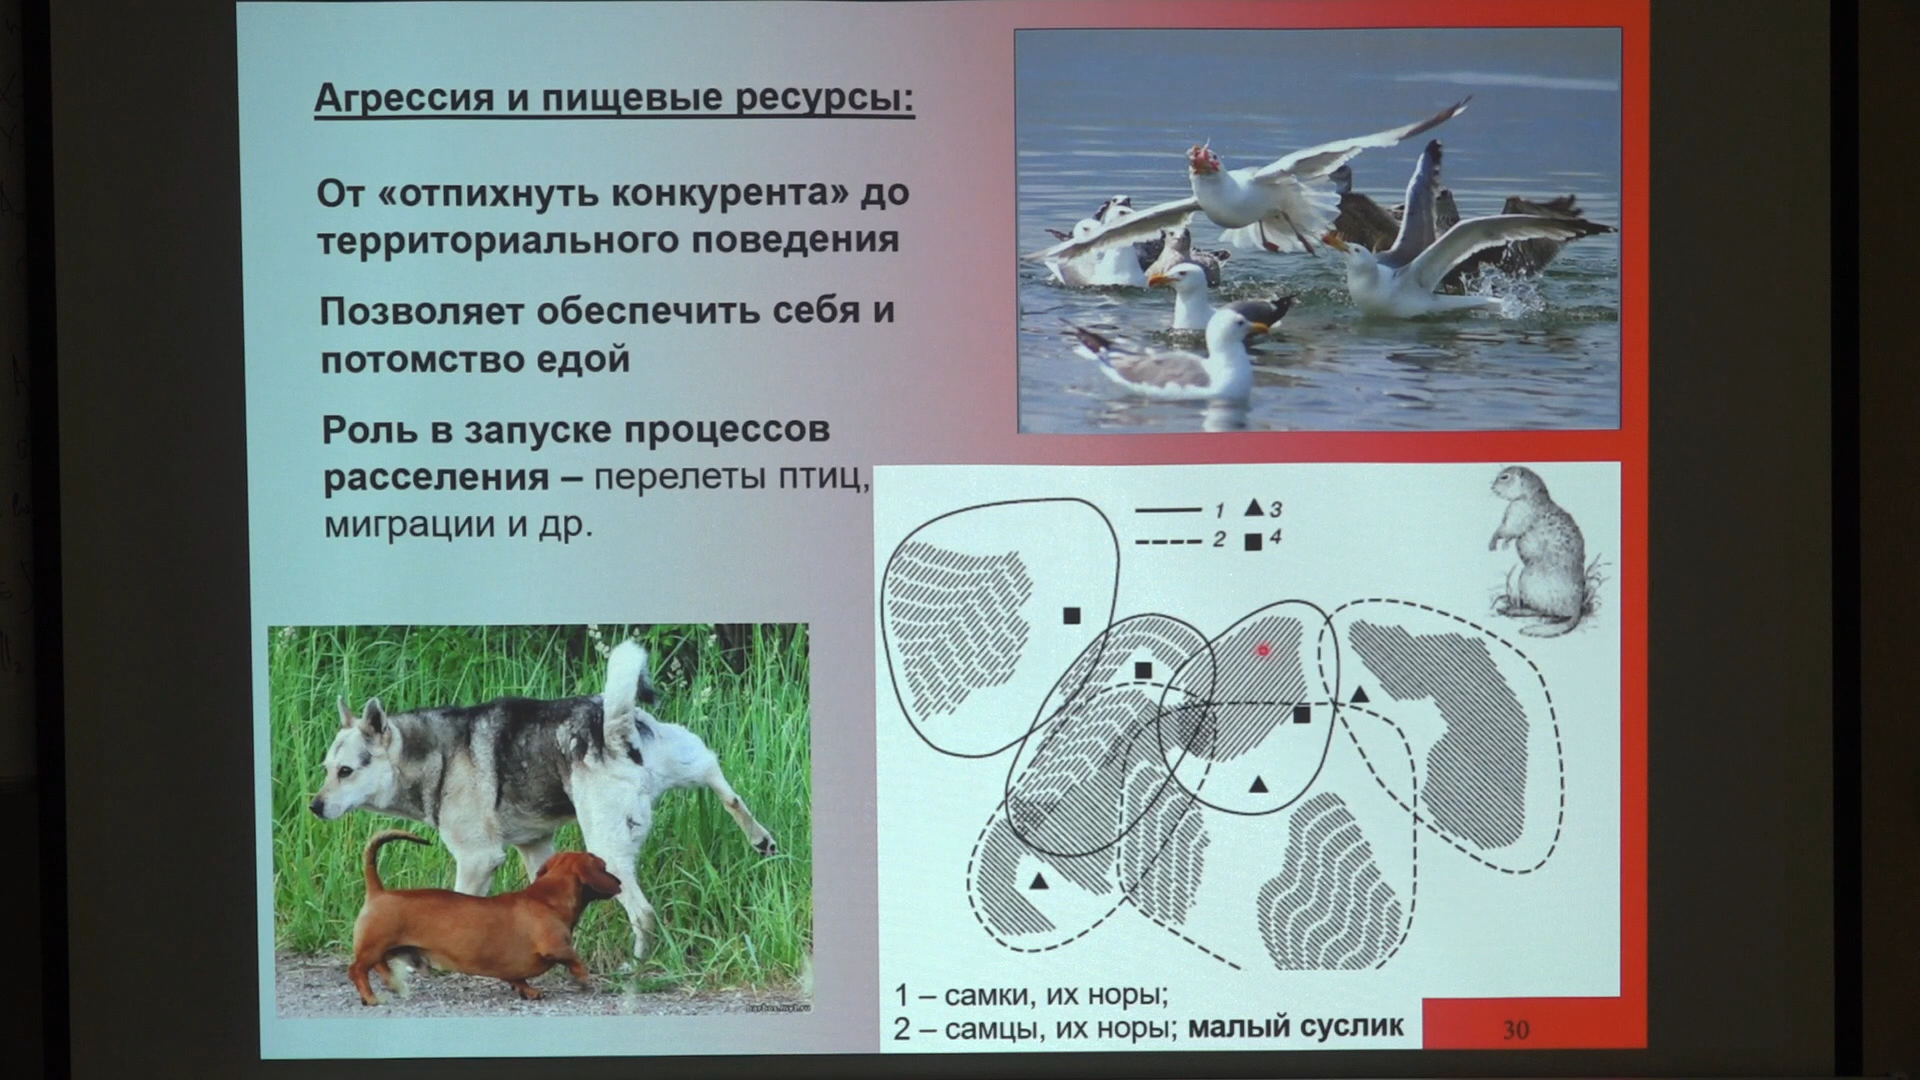 Агрессия и пищевые ресурсы:
От «отпихнуть конкурента» до
территориального поведения
Позволяет обеспечить себя и
потомство едой
Роль в запуске процессов
расселения – перелеты птиц,
миграции и др.
1 3
2 4
1 – самки, их норы;
2 – самцы, их норы; малый суслик
30